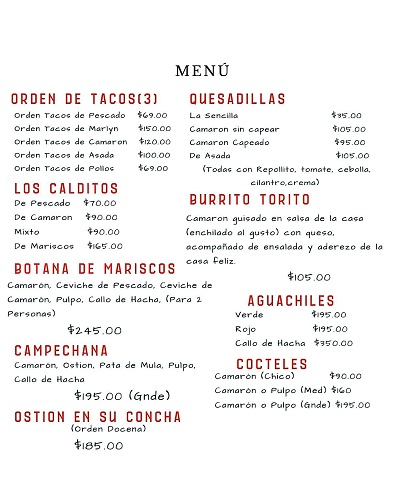 MENÚ
ORDEN DE TACOS(3)
Orden Tacos de Pescado $69.00
Orden Tacos de Marlyn $150.00
Orden Tacos de Camaron $120.00
Orden Tacos de Asada $100.00
Orden Tacos de Pollos $69.00
LOS CALDITOS
De Pescado $70.00
De Camaron $90.00
Mixto $90.00
De Mariscos $165.00
BOTANA DE MARISCOS
Camarón, Ceviche de Pescado, Ceviche de
Camarón, Pulpo, Callo de Hacha, (Para 2
Personas)
$245.00
CAMPECHANA
Camarón, Ostion, Pata de Mula, Pulpo,
Callo de Hacha
$195.00 (Gnde)
OSTION EN SU CONCHA
(Orden Docena)
$185.00
QUESADILLAS
La Sencilla $35.00
Camaron sin capear $105.00
Camaron Capeado $95.00
De Asada $105.00
(Todas con Repollito, tomate, cebolla,
cilantro,crema)
BURRITO TORITO
Camaron guisado en salsa de la casa
(enchilado al gusto) con queso,
acompañado de ensalada y aderezo de la
casa feliz.
$105.00
AGUACHILES
Verde $195.00
Rojo $195.00
Callo de Hacha $350.00
COCTELES
Camarón (Chico) $90.00
Camarón o Pulpo (Med) $160
Camarón o Pulpo (Gnde) $195.00